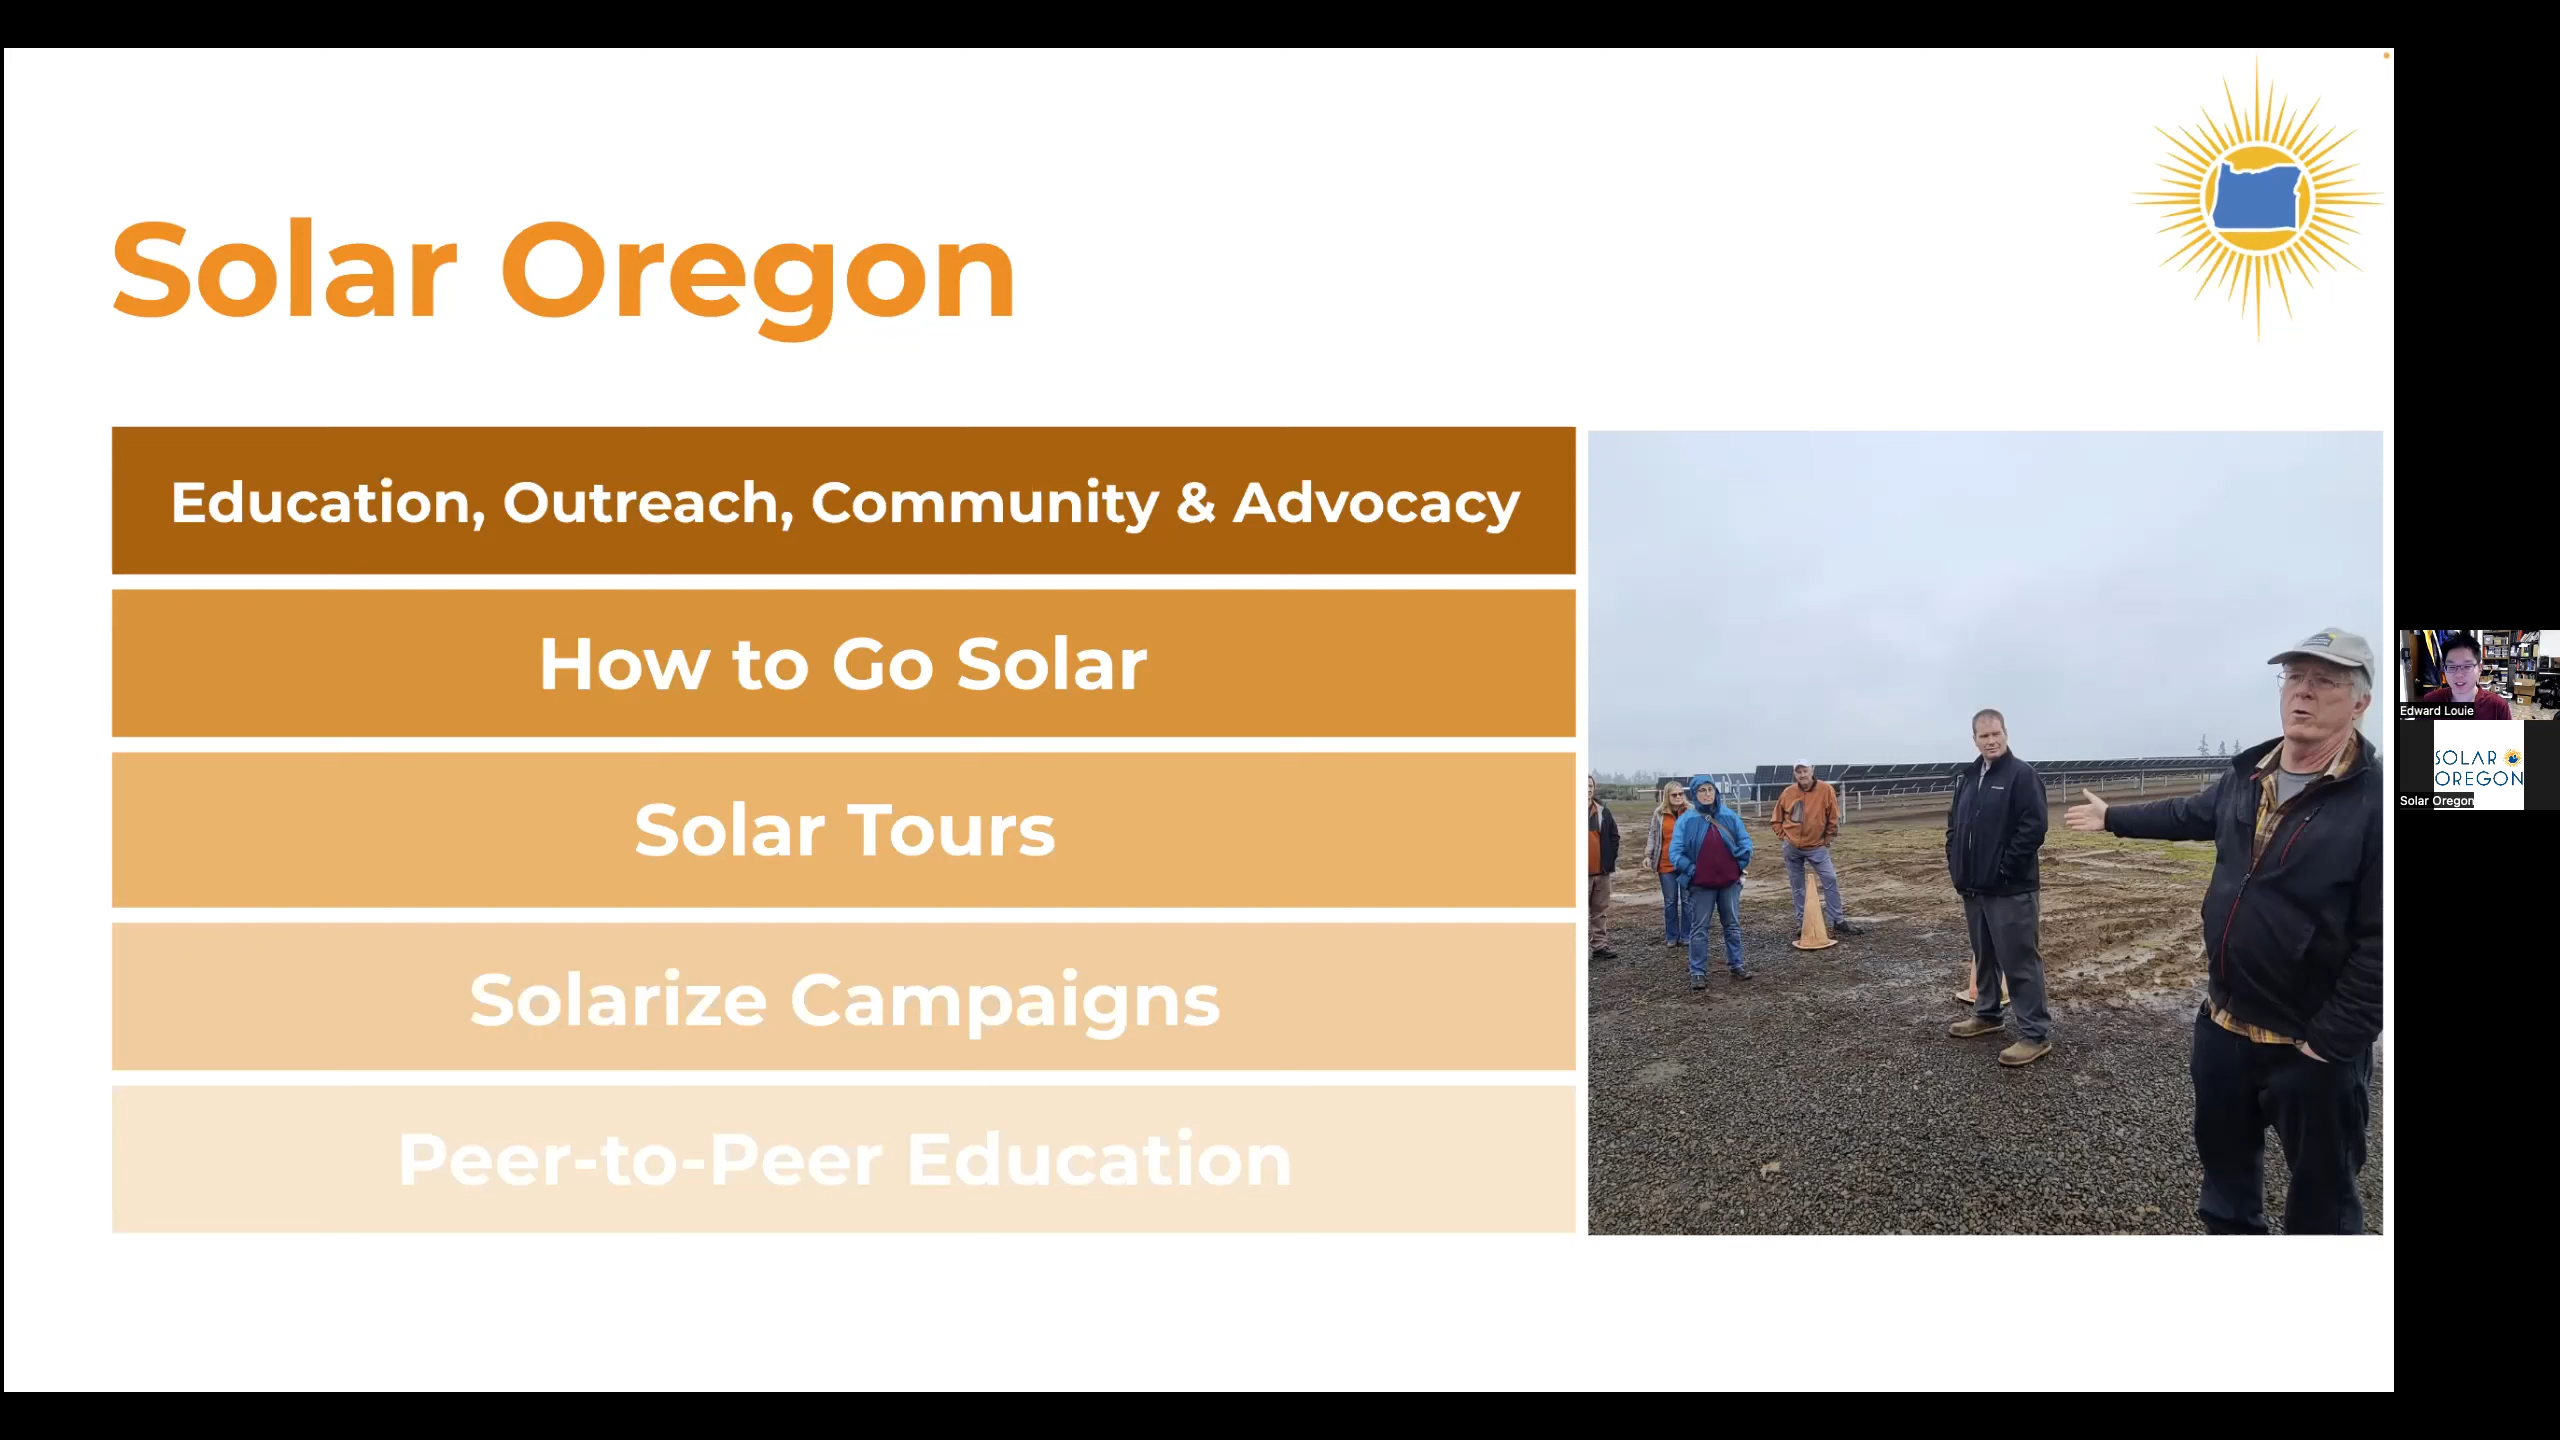 Solar Oregon
Education, Outreach, Community & Advocacy
How to Go Solar
Solar Tours
Solarize Campaigns
Peer-to-Peer Education
Edward Louie
SOLAR
OREGON
Solar Oregon